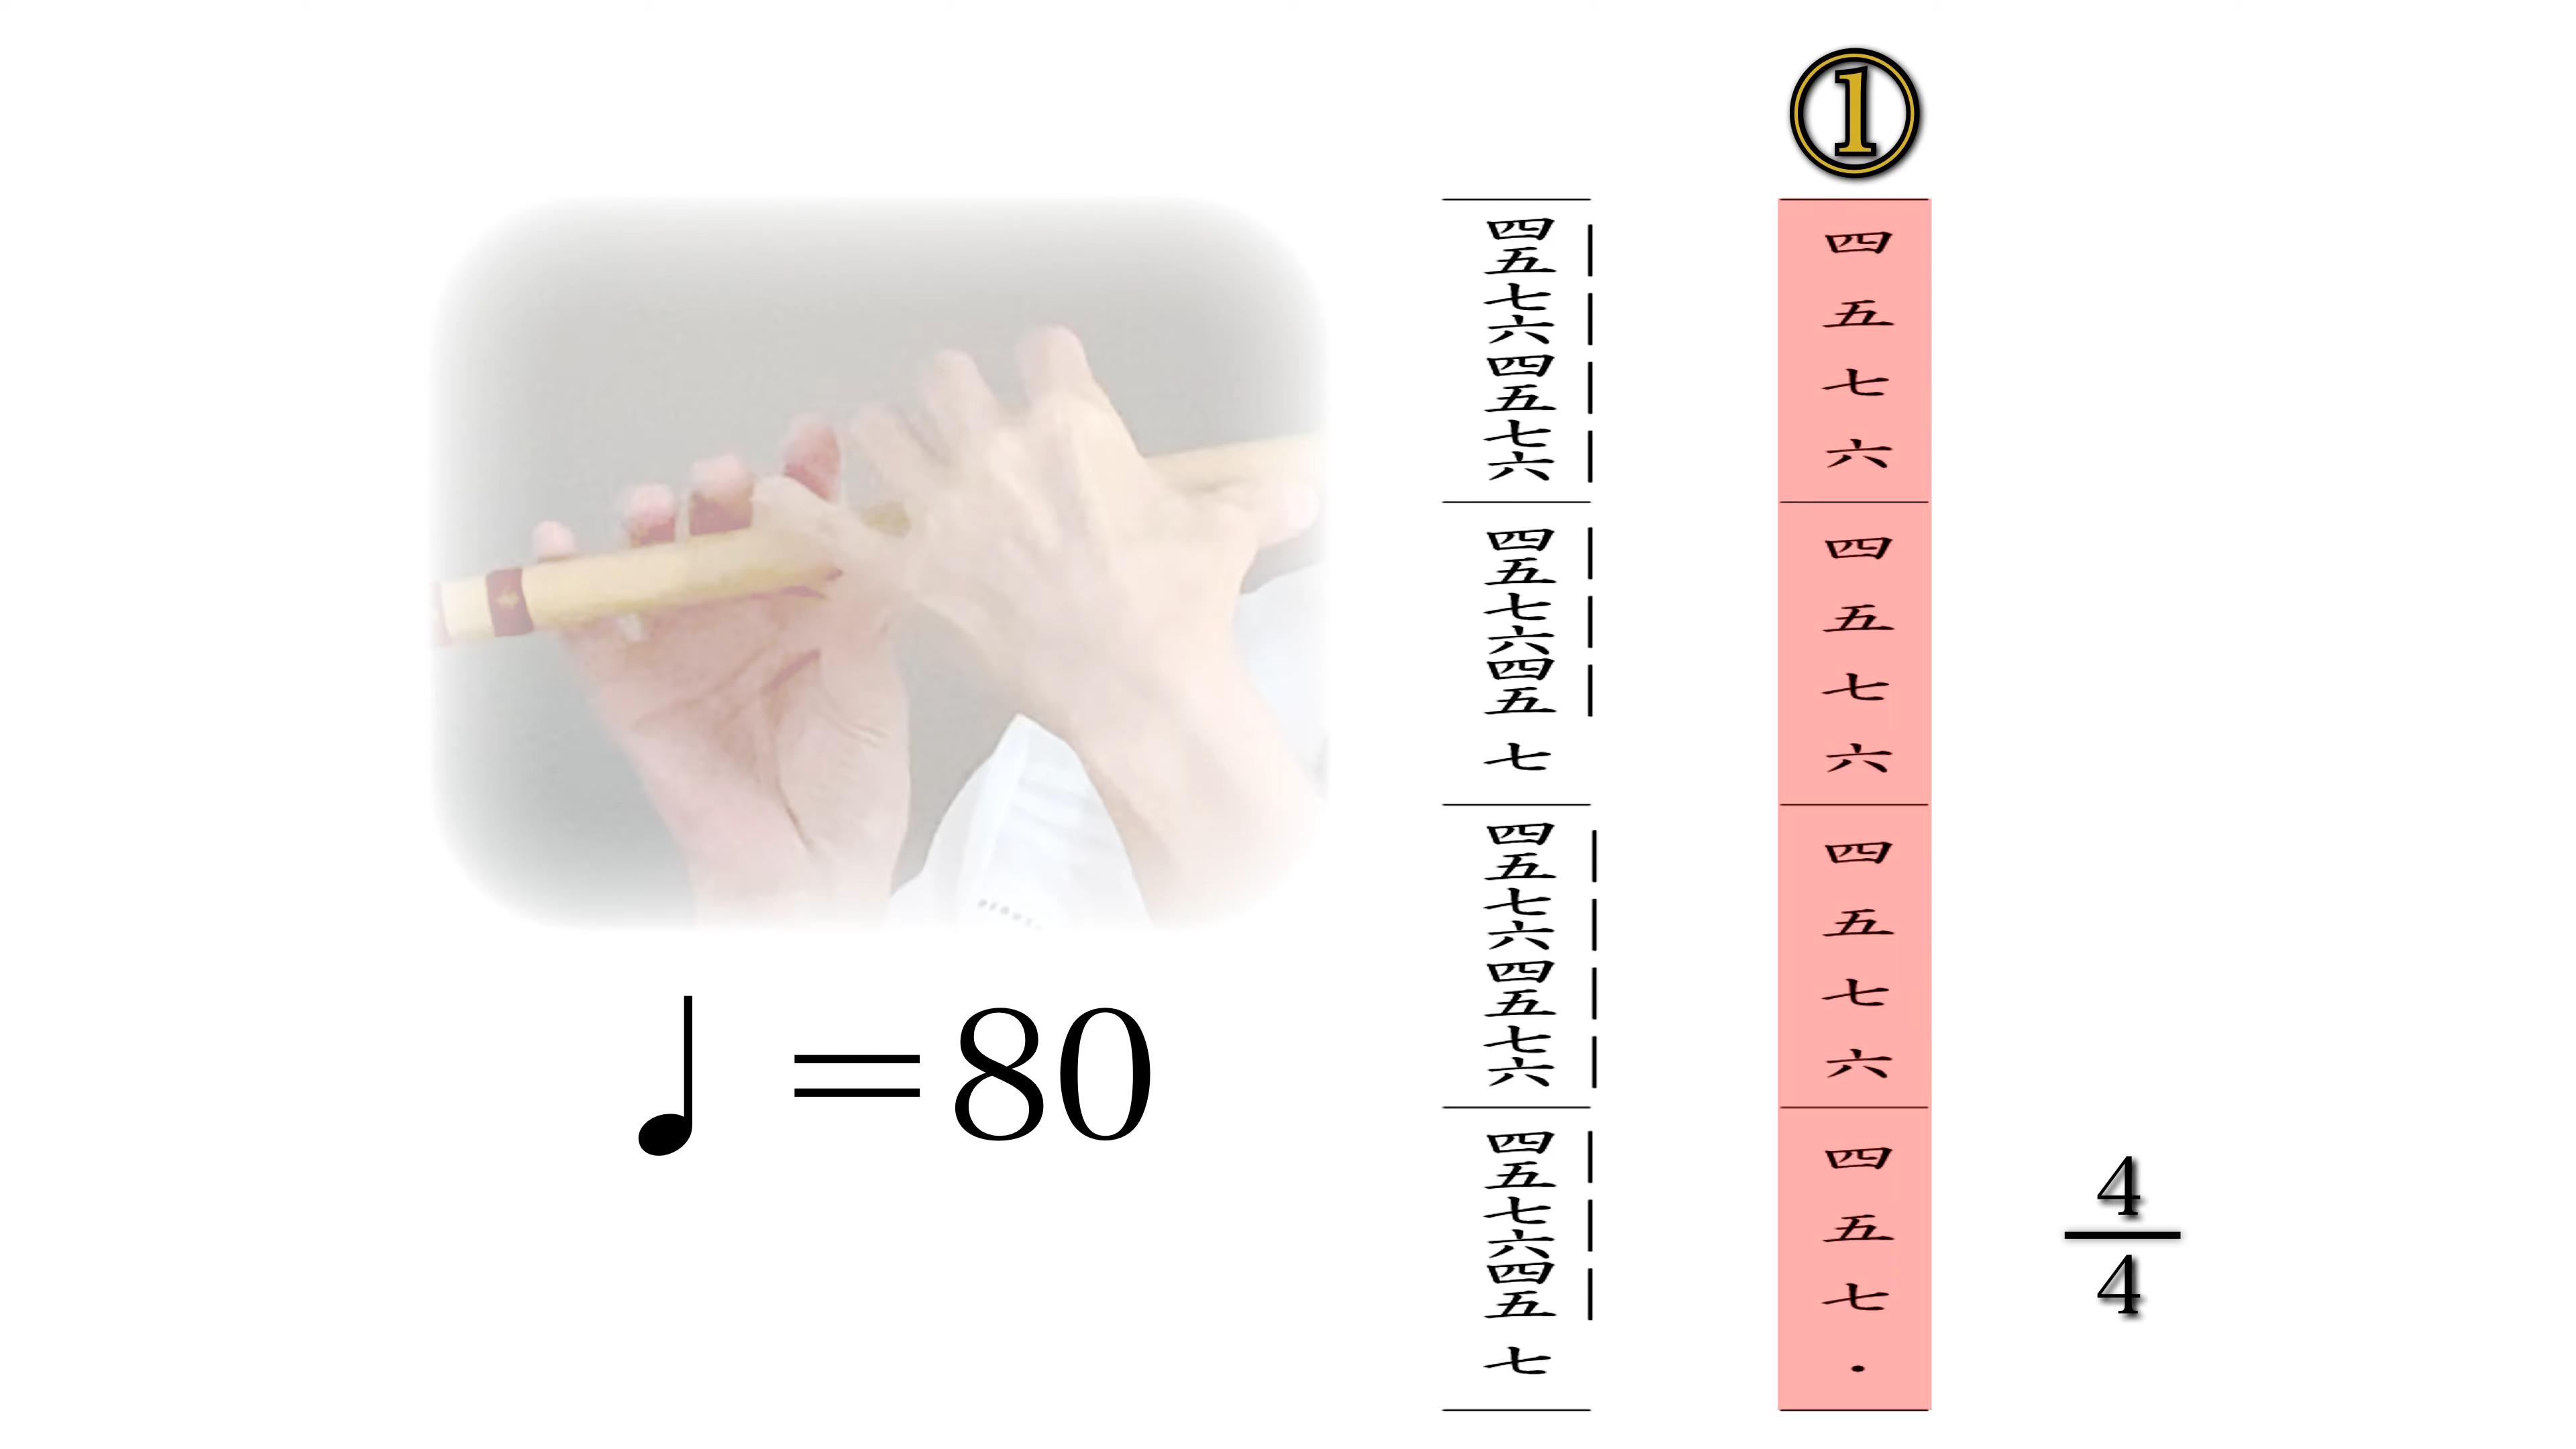 ①
四 五 七 六
四 五 七 六
四 五 七 六
四 五 七 ・
4
4
四五 七六 四五 七六
四五 七六 四五 七
四五 七六 四五 七六
四五 七六 四五 七
♩=80